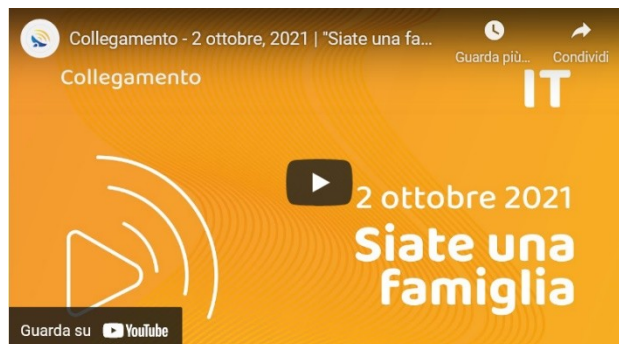 Collegamento - 2 ottobre, 2021 | "Siate una fa...
Guarda più...
Condividi
Collegamento
IT
2 ottobre 2021
Siate una
famiglia
Guarda su YouTube